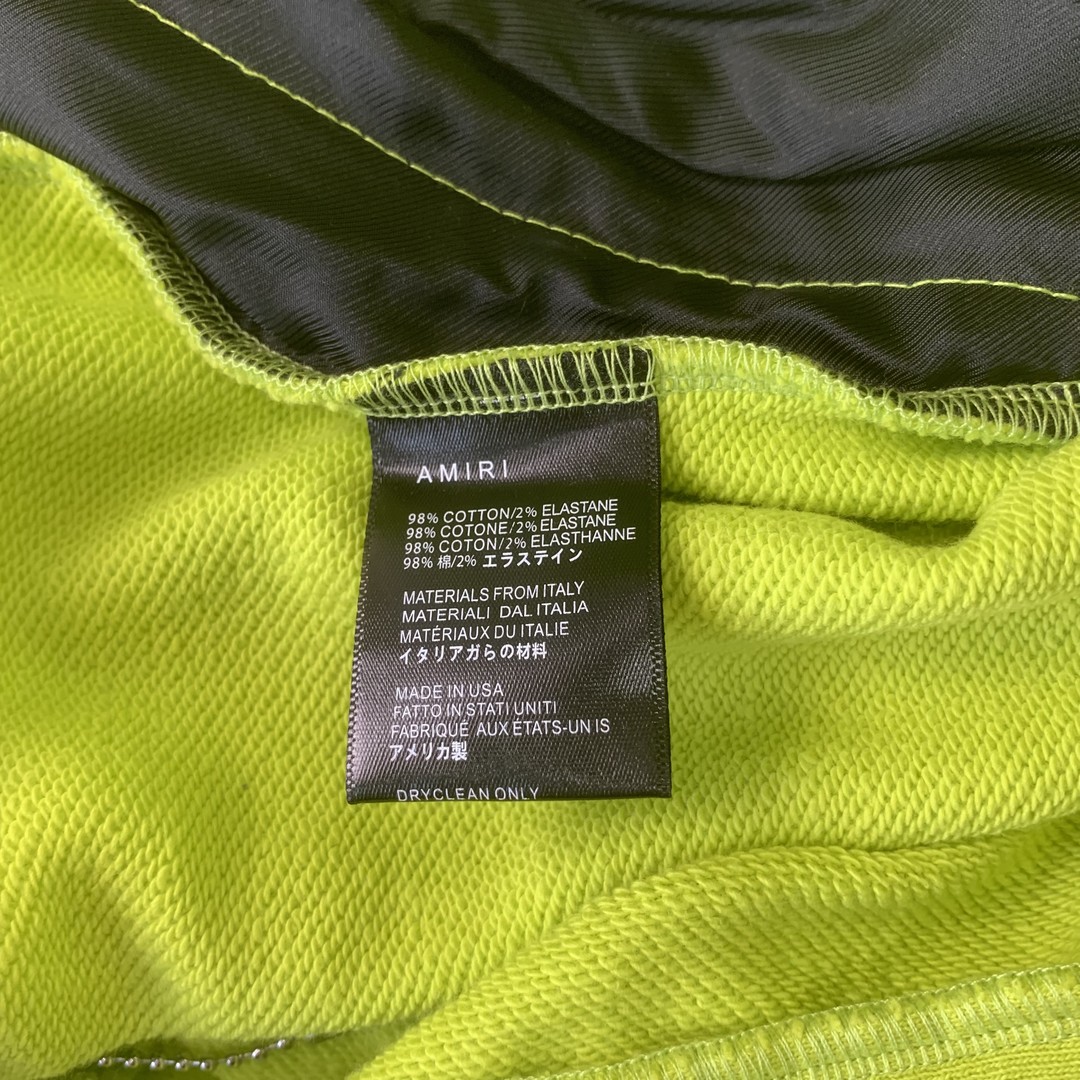 AMIRI
98% COTTON/2% ELASTANE
98% COTONE/2% ELASTANE
98% COTON/2% ELASTHANNE
98% 棉/2% エラステイン
MATERIALS FROM ITALY
MATERIALI DAL ITALIA
MATÉRIAUX DU ITALIE
イタリアガらの材料
MADE IN USA
FATTO IN STATI UNITI
FABRIQUE AUX ÉTATS-UN IS
アメリカ製
DRYCLEAN ONLY